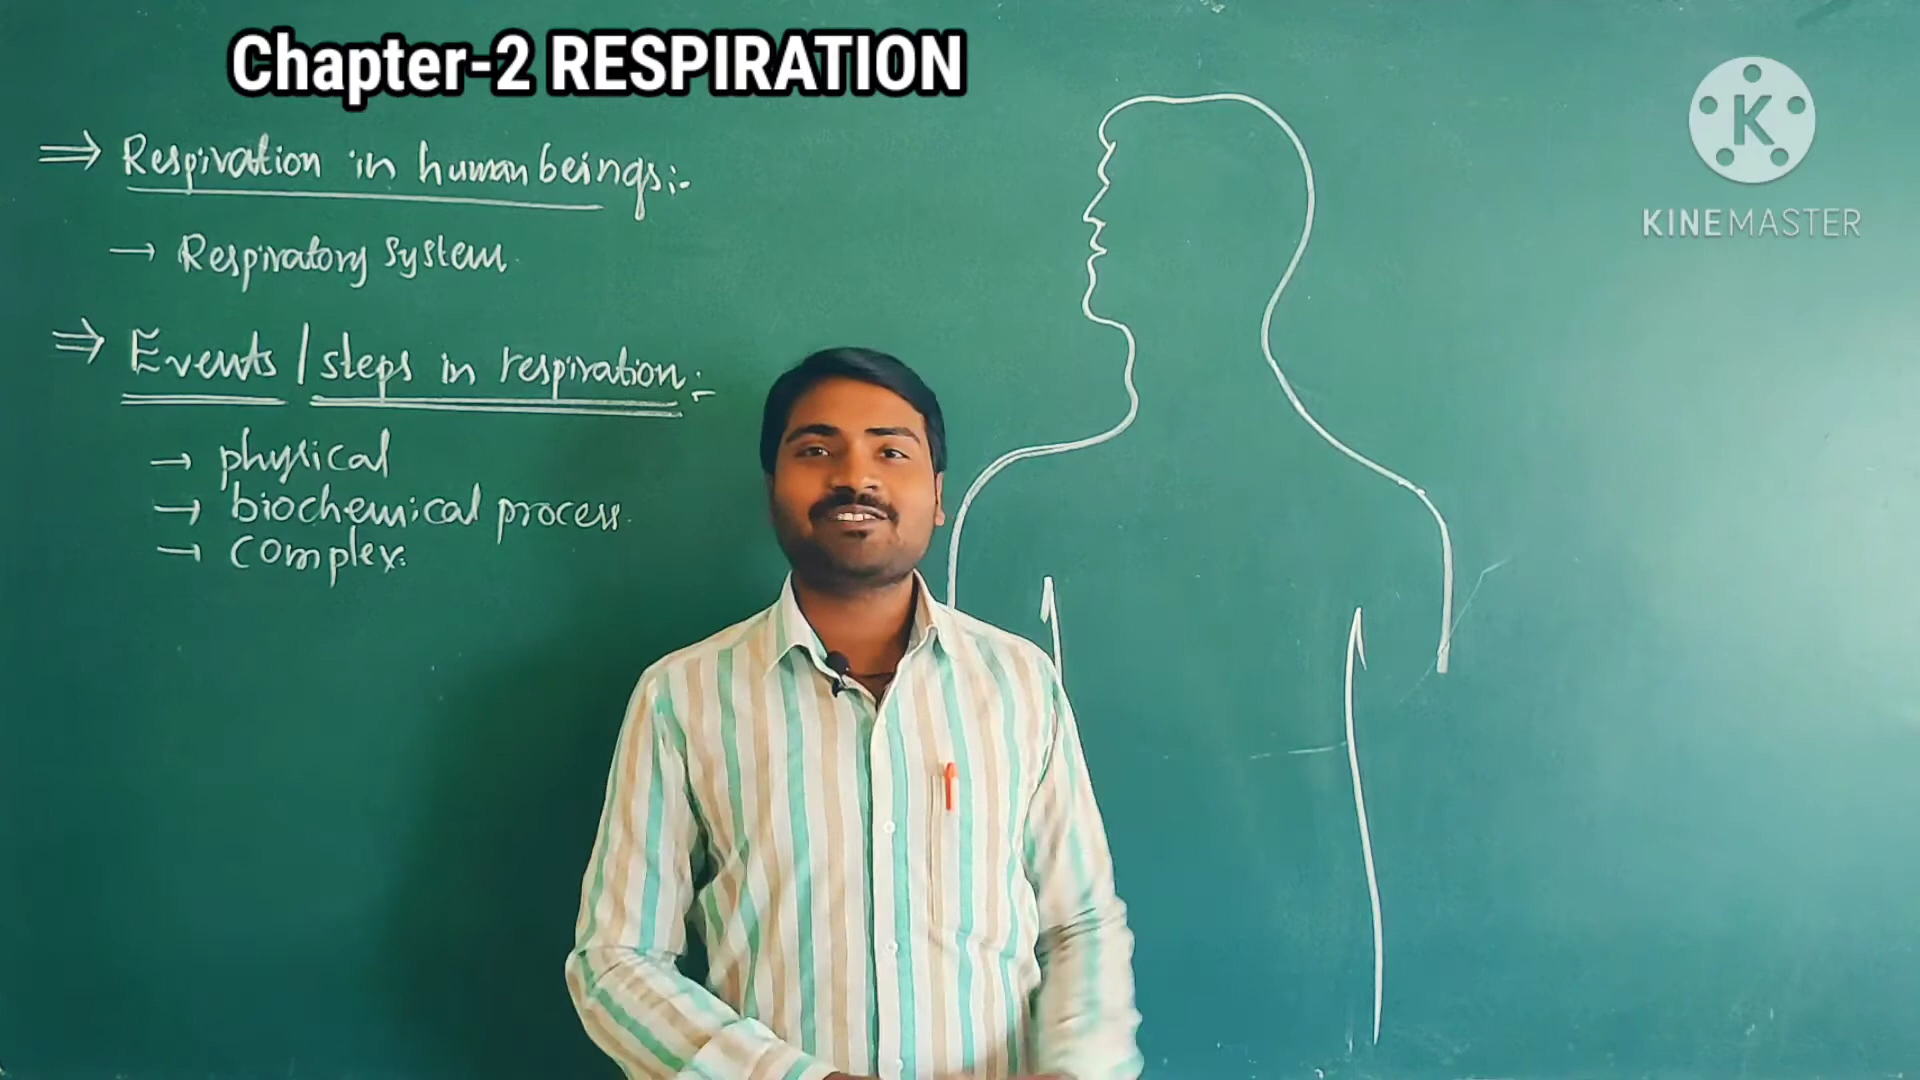 Chapter-2 RESPIRATION
K
KINEMASTER
⇒ Respiration in human beings:-
→ Respiratory system.
⇒ Events / steps in respiration:-
→ physical
→ biochemical process.
→ complex.